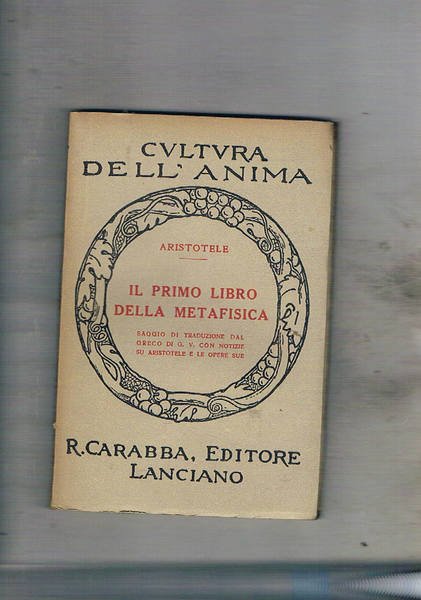 CVLTVRA
DELL'ANIMA
ARISTOTELE
IL PRIMO LIBRO
DELLA METAFISICA
SAGGIO DI TRADUZIONE DAL
GRECO DI G. V. CON NOTIZIE
SU ARISTOTELE E LE OPERE SUE
R. CARABBA, EDITORE
LANCIANO